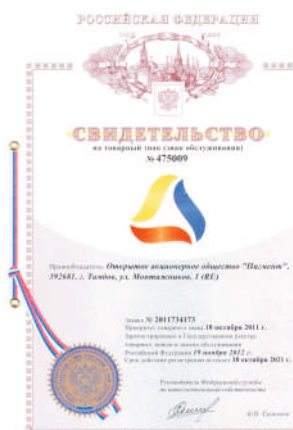 РОССИЙСКАЯ ФЕДЕРАЦИЯ
СВИДЕТЕЛЬСТВО
на товарный знак (знак обслуживания)
№ 475009
Правообладатель: Открытое акционерное общество "Пигмент",
392681, г. Тамбов, ул. Монтажников, 1 (RU)
Заявка № 2011734173
Приоритет товарного знака 18 октября 2011 г.
Зарегистрировано в Государственном реестре
товарных знаков и знаков обслуживания
Российской Федерации 19 ноября 2012 г.
Срок действия регистрации истекает 18 октября 2021 г.
Руководитель Федеральной службы
по интеллектуальной собственности
Б.П. Симонов